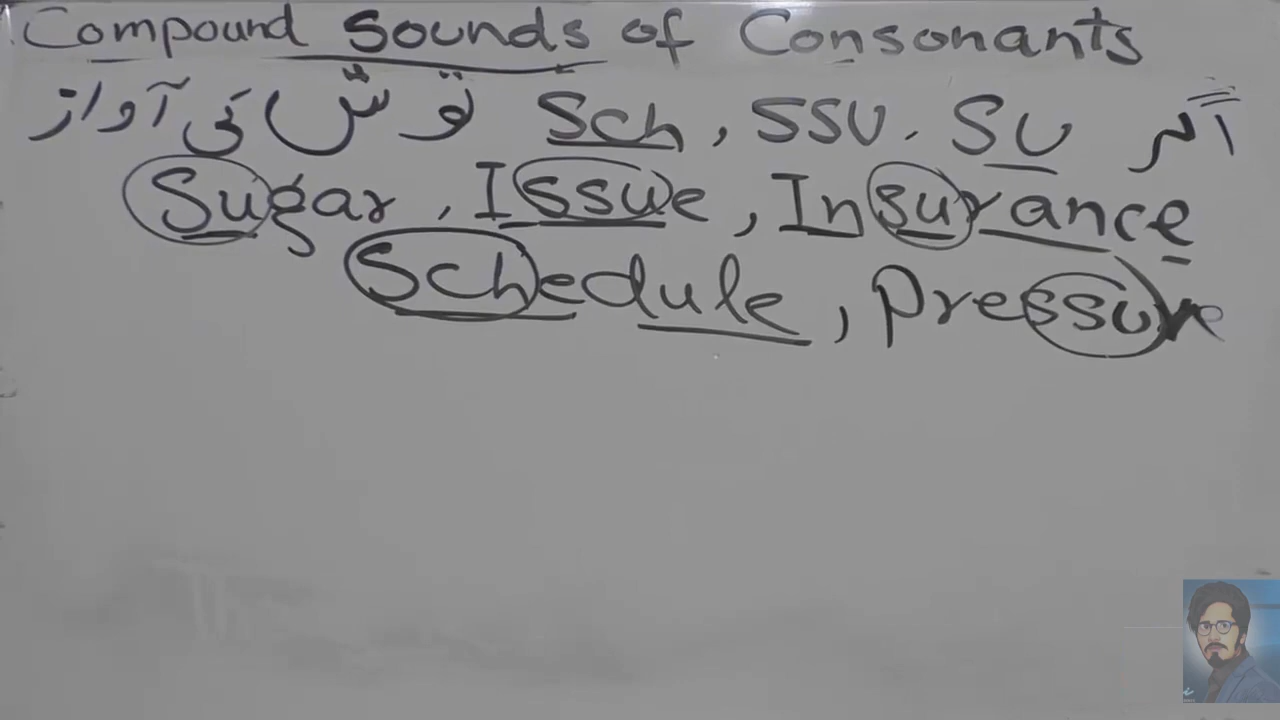 Compound Sounds of Consonants
اگر Su, ssu, Sch تو ش کی آواز
Sugar, Issue, Insurance
Schedule, Pressure